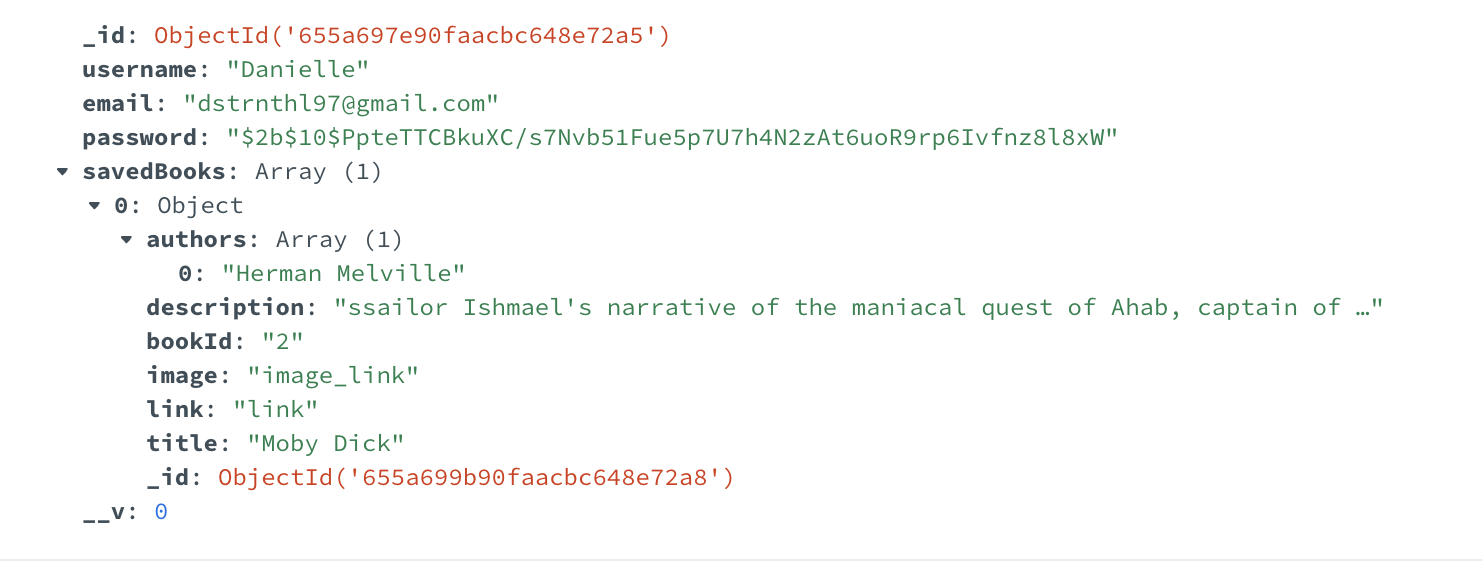 _id: ObjectId('655a697e90faacbc648e72a5')
username: "Danielle"
email: "dstrnthl97@gmail.com"
password: "$2b$10$PpteTTCBkuXC/s7Nvb51Fue5p7U7h4N2zAt6uoR9rp6Ivfnz8l8xW"
savedBooks: Array (1)
0: Object
authors: Array (1)
0: "Herman Melville"
description: "ssailor Ishmael's narrative of the maniacal quest of Ahab, captain of …"
bookId: "2"
image: "image_link"
link: "link"
title: "Moby Dick"
_id: ObjectId('655a699b90faacbc648e72a8')
__v: 0